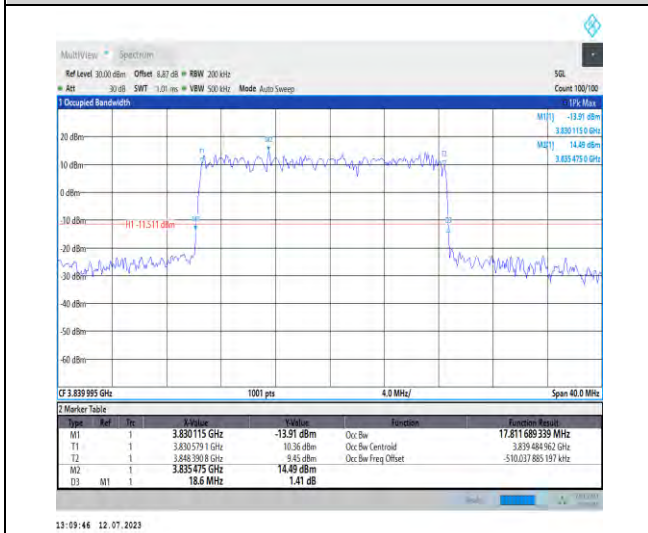 MultiView Spectrum
Ref Level 30.00 dBm Offset 8.87 dB RBW 200 kHz SGL
Att 30 dB SWT 1.01 ms VBW 500 kHz Mode Auto Sweep Count 100/100
1 Occupied Bandwidth 1Pk Max
M1[1] -13.91 dBm
3.830 115 0 GHz
M2[1] 14.49 dBm
3.835 475 0 GHz
20 dBm
10 dBm
0 dBm
-10 dBm
H1 -11.511 dBm
-20 dBm
-30 dBm
-40 dBm
-50 dBm
-60 dBm
T1
M2
T2
M1
D3
CF 3.839 995 GHz 1001 pts 4.0 MHz/ Span 40.0 MHz
2 Marker Table
Type Ref Trc X-Value Y-Value Function Function Result
M1 1 3.830115 GHz -13.91 dBm Occ Bw 17.811 689 339 MHz
T1 1 3.830 579 1 GHz 10.36 dBm Occ Bw Centroid 3.839 484 962 GHz
T2 1 3.848 390 8 GHz 9.45 dBm Occ Bw Freq Offset -510.037 885 197 kHz
M2 1 3.835475 GHz 14.49 dBm
D3 M1 1 18.6 MHz 1.41 dB
13:09:46 12.07.2023